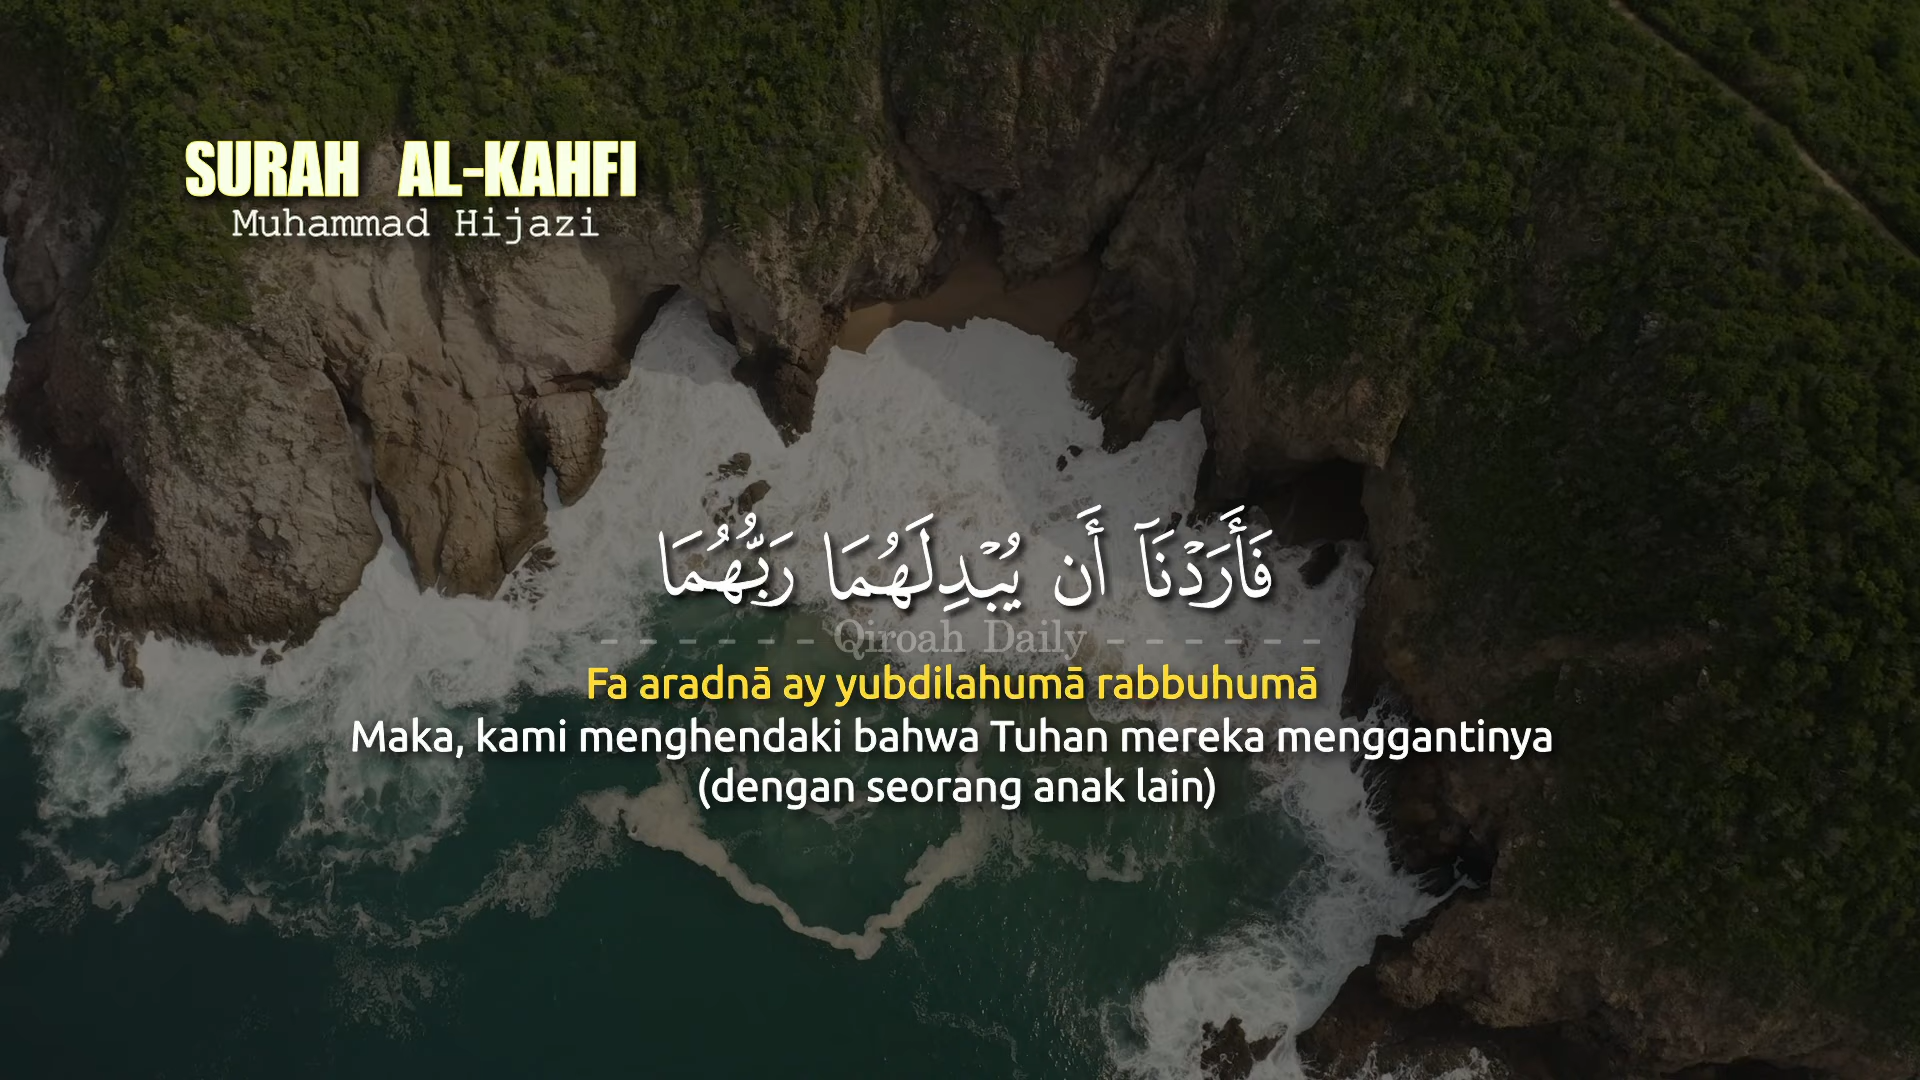 SURAH AL-KAHFI
Muhammad Hijazi
فَأَرَدْنَآ أَن يُبْدِلَهُمَا رَبُّهُمَا
- - - - - - Qiroah Daily - - - - - -
Fa aradnā ay yubdilahumā rabbuhumā
Maka, kami menghendaki bahwa Tuhan mereka menggantinya
(dengan seorang anak lain)